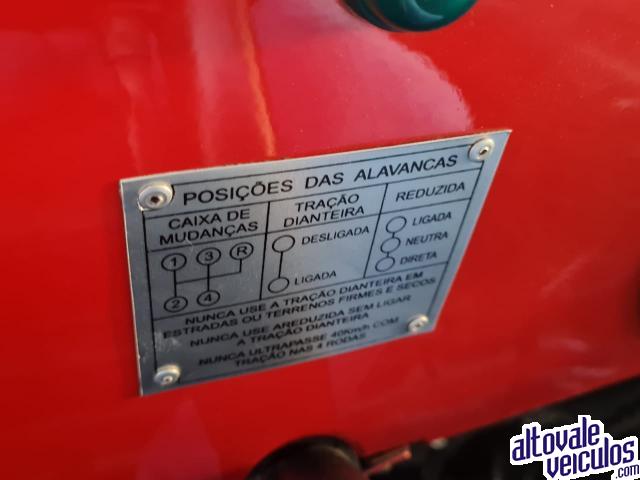 POSIÇÕES DAS ALAVANCAS
CAIXA DE
MUDANÇAS
TRAÇÃO
DIANTEIRA
REDUZIDA
1 3 R
2 4
DESLIGADA
LIGADA
LIGADA
NEUTRA
DIRETA
NUNCA USE A TRAÇÃO DIANTEIRA EM
ESTRADAS OU TERRENOS FIRMES E SECOS
NUNCA USE AREDUZIDA SEM LIGAR
A TRAÇÃO DIANTEIRA
NUNCA ULTRAPASSE 40Km/h COM
TRAÇÃO NAS 4 RODAS
altovale
veiculos.com